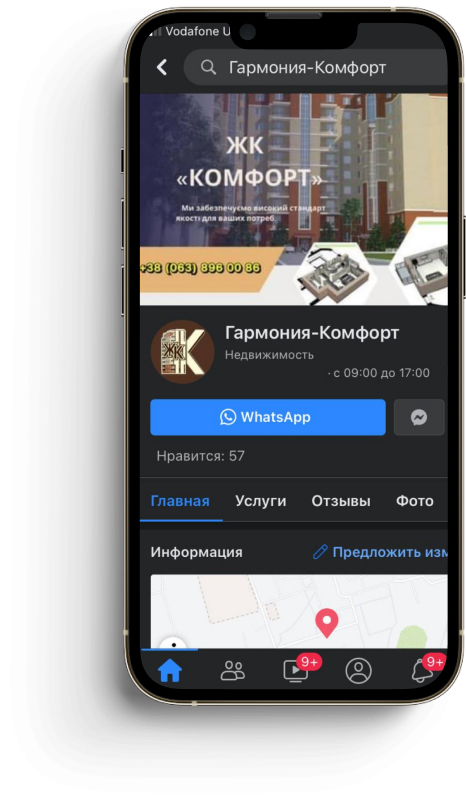 Vodafone U
Гармония-Комфорт
ЖК
«КОМФОРТ»
Ми забезпечуємо високий стандарт
якості для ваших потреб.
+38 (063) 896 00 86
ЖК
Гармония-Комфорт
Недвижимость
· с 09:00 до 17:00
WhatsApp
Нравится: 57
Главная Услуги Отзывы Фото
Информация Предложить изм
9+ 9+